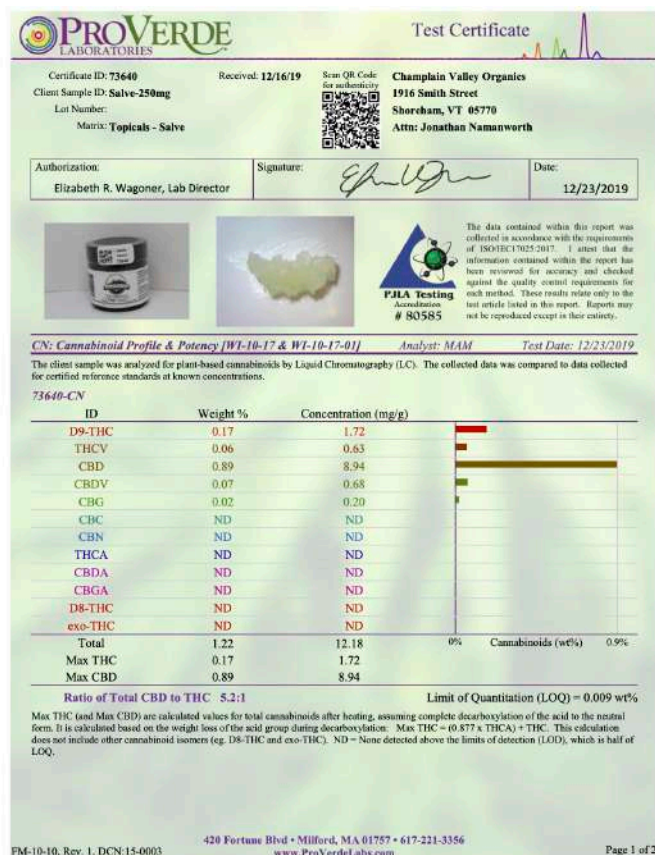 PROVERDE
LABORATORIES
Test Certificate
Certificate ID: 73640
Received: 12/16/19
Client Sample ID: Salve-250mg
Lot Number:
Matrix: Topicals - Salve
Scan QR Code
for authenticity
Champlain Valley Organics
1916 Smith Street
Shoreham, VT 05770
Attn: Jonathan Namanworth
Authorization:
Elizabeth R. Wagoner, Lab Director
Signature:
Date:
12/23/2019
PJLA Testing
Accreditation
# 80585
The data contained within this report was
collected in accordance with the requirements
of ISO/IEC17025:2017. I attest that the
information contained within the report has
been reviewed for accuracy and checked
against the quality control requirements for
each method. These results relate only to the
test article listed in this report. Reports may
not be reproduced except in their entirety.
CN: Cannabinoid Profile & Potency [WI-10-17 & WI-10-17-01] Analyst: MAM Test Date: 12/23/2019
The client sample was analyzed for plant-based cannabinoids by Liquid Chromatography (LC). The collected data was compared to data collected
for certified reference standards at known concentrations.
73640-CN
ID Weight % Concentration (mg/g)
D9-THC 0.17 1.72
THCV 0.06 0.63
CBD 0.89 8.94
CBDV 0.07 0.68
CBG 0.02 0.20
CBC ND ND
CBN ND ND
THCA ND ND
CBDA ND ND
CBGA ND ND
D8-THC ND ND
exo-THC ND ND
Total 1.22 12.18
0% Cannabinoids (wt%) 0.9%
Max THC 0.17 1.72
Max CBD 0.89 8.94
Ratio of Total CBD to THC 5.2:1
Limit of Quantitation (LOQ) = 0.009 wt%
Max THC (and Max CBD) are calculated values for total cannabinoids after heating, assuming complete decarboxylation of the acid to the neutral
form. It is calculated based on the weight loss of the acid group during decarboxylation: Max THC = (0.877 x THCA) + THC. This calculation
does not include other cannabinoid isomers (eg. D8-THC and exo-THC). ND = None detected above the limits of detection (LOD), which is half of
LOQ.
420 Fortune Blvd • Milford, MA 01757 • 617-221-3356
FM-10-10, Rev. 1, DCN:15-0003
www.ProVerdeLabs.com
Page 1 of 2